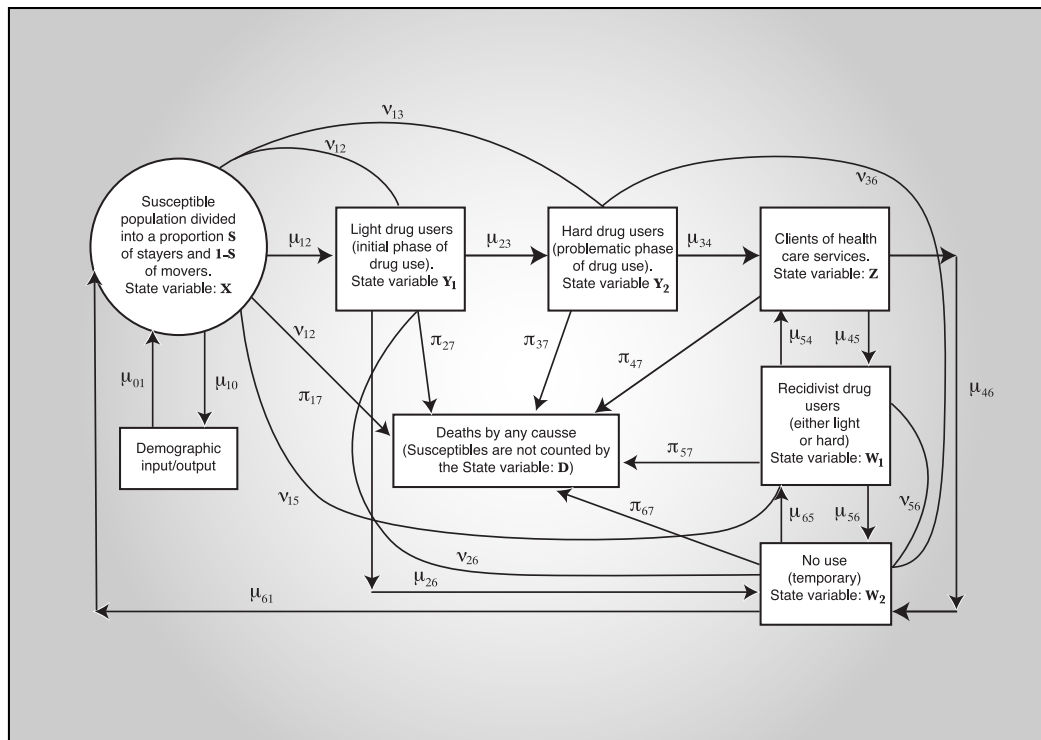 ν13
ν12
ν36
Susceptible
population divided
into a proportion S
of stayers and 1-S
of movers.
State variable: X
μ12
Light drug users
(initial phase of
drug use).
State variable Y1
μ23
Hard drug users
(problematic phase
of drug use).
State variable Y2
μ34
Clients of health
care services.
State variable: Z
ν12
π17
π27
π37
π47
μ54
μ45
μ46
μ01
μ10
Demographic
input/output
Deaths by any causse
(Susceptibles are not counted by
the State variable: D)
π57
Recidivist drug
users
(either light
or hard)
State variable: W1
ν15
π67
μ65
μ56
ν56
ν26
μ26
No use
(temporary)
State variable: W2
μ61